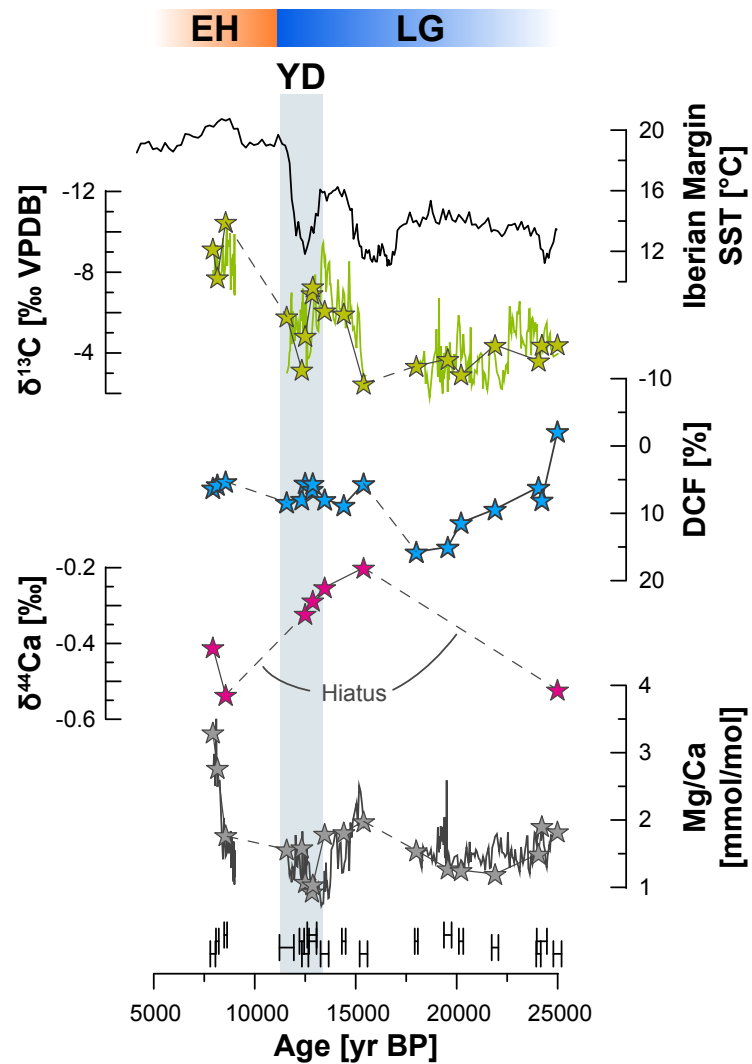 EH LG
YD
20
16
12
Iberian Margin
SST [°C]
-12
-8
-4
δ13C [‰ VPDB]
-10
0
10
20
DCF [%]
-0.2
-0.4
-0.6
δ44Ca [‰]
Hiatus
4
3
2
1
Mg/Ca
[mmol/mol]
5000 10000 15000 20000 25000
Age [yr BP]